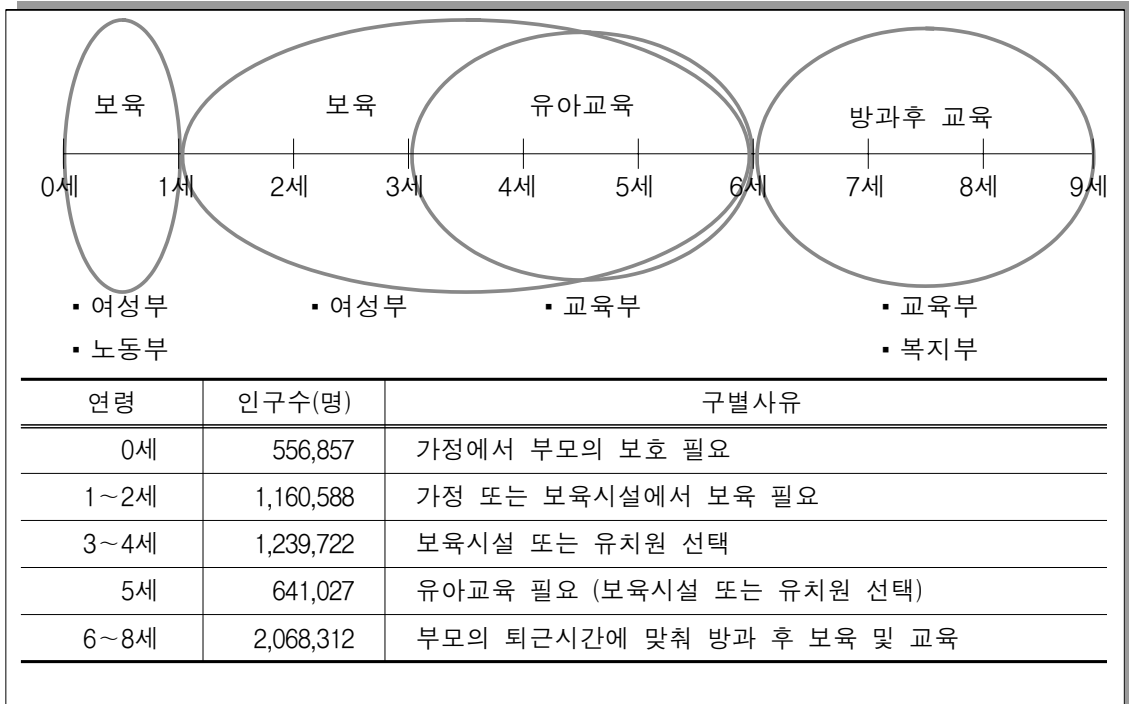 보육 보육 유아교육 방과후 교육
0세 1세 2세 3세 4세 5세 6세 7세 8세 9세
▪ 여성부 ▪ 여성부 ▪ 교육부 ▪ 교육부
▪ 노동부 ▪ 복지부
연령 인구수(명) 구별사유
0세 556,857 가정에서 부모의 보호 필요
1~2세 1,160,588 가정 또는 보육시설에서 보육 필요
3~4세 1,239,722 보육시설 또는 유치원 선택
5세 641,027 유아교육 필요 (보육시설 또는 유치원 선택)
6~8세 2,068,312 부모의 퇴근시간에 맞춰 방과 후 보육 및 교육